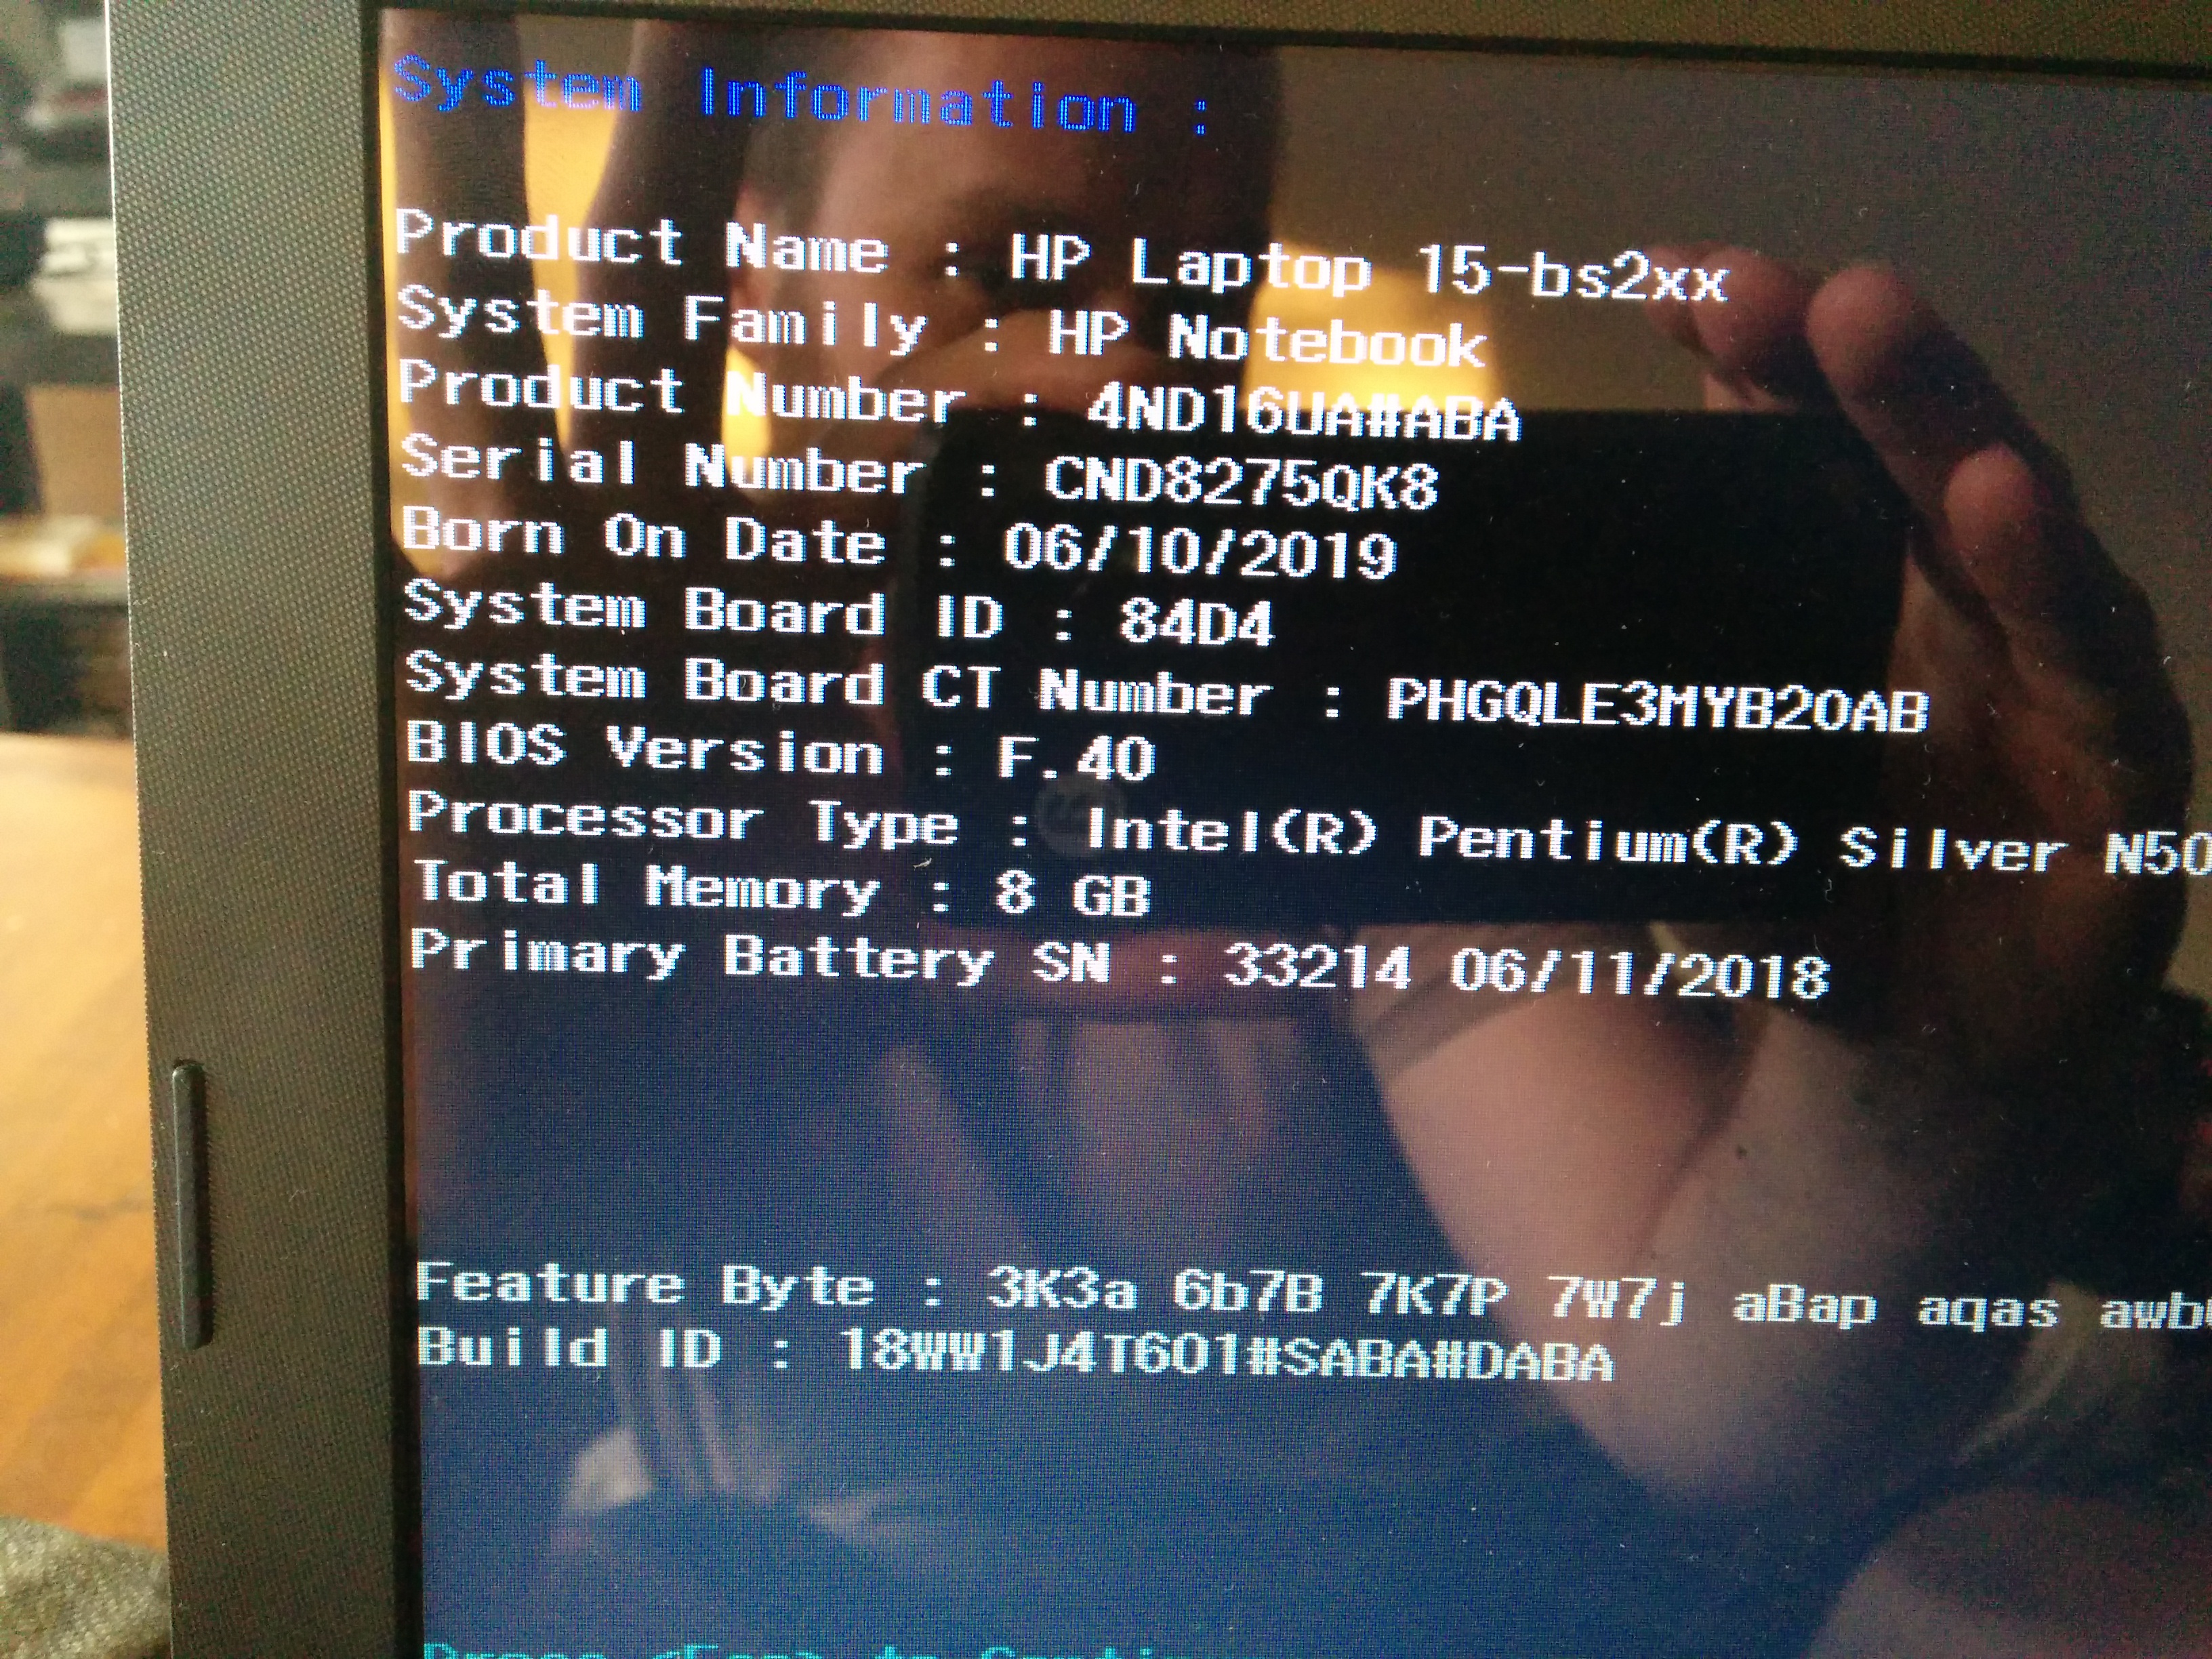 System Information :
Product Name : HP Laptop 15-bs2xx
System Family : HP Notebook
Product Number : 4ND16UA#ABA
Serial Number : CND8275QK8
Born On Date : 06/10/2019
System Board ID : 84D4
System Board CT Number : PHGQLE3MYB20AB
BIOS Version : F.40
Processor Type : Intel(R) Pentium(R) Silver
Total Memory : 8 GB
Primary Battery SN : 33214 06/11/2018
Feature Byte : 3K3a 6b7B 7K7P 7W7j aBap aqas
Build ID : 18WW1J4T601#SABA#DABA